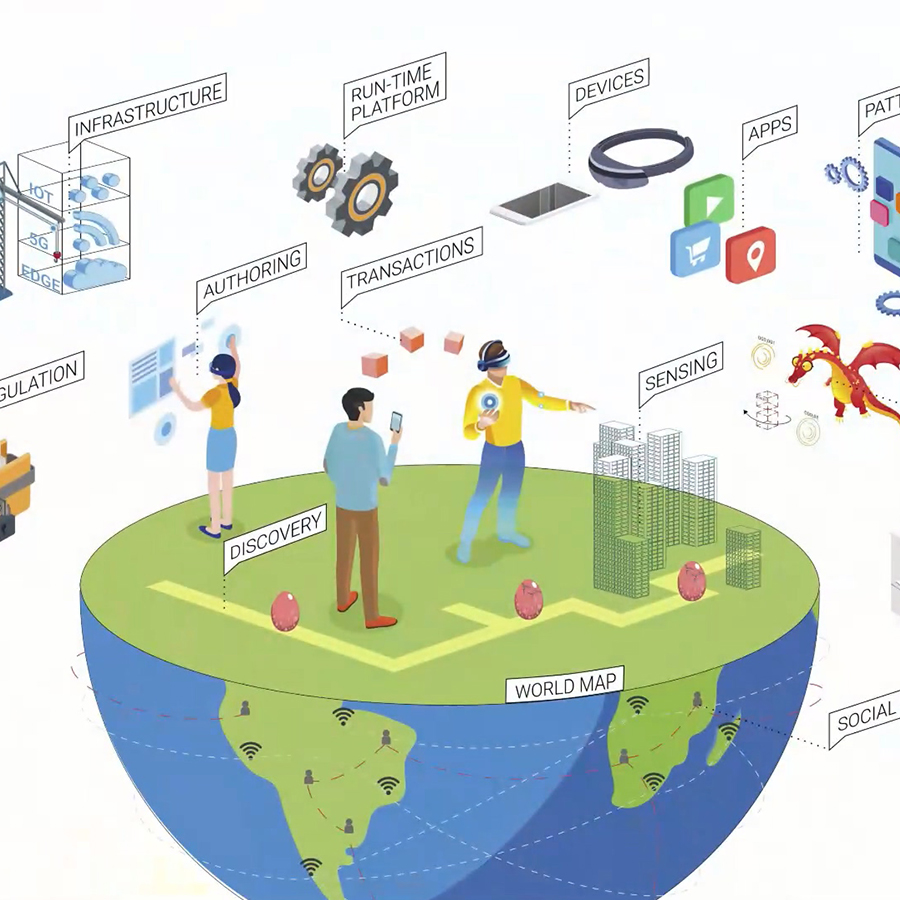 INFRASTRUCTURE
RUN-TIME
PLATFORM
DEVICES
APPS
PATT
IOT
5G
EDGE
AUTHORING
TRANSACTIONS
GULATION
SENSING
DISCOVERY
WORLD MAP
SOCIAL